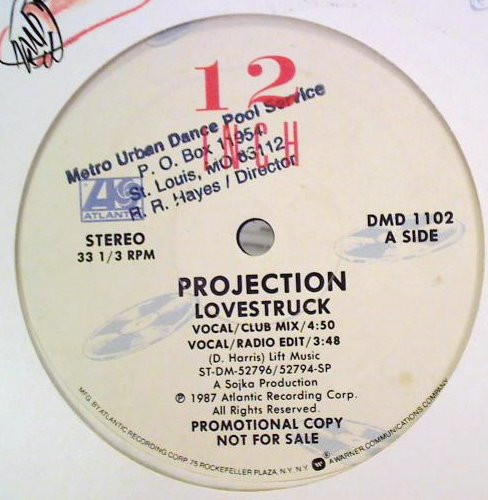 12
INCH
Metro Urban Dance Pool Service
P. O. Box 11954
St. Louis, MO 63112
R. R. Hayes / Director
ATLANTIC
STEREO
33 1/3 RPM
DMD 1102
A SIDE
PROJECTION
LOVESTRUCK
VOCAL/CLUB MIX/4:50
VOCAL/RADIO EDIT/3:48
(D. Harris) Lift Music
ST-DM-52796/52794-SP
A Sojka Production
℗ 1987 Atlantic Recording Corp.
All Rights Reserved.
PROMOTIONAL COPY
NOT FOR SALE
MFG. BY ATLANTIC RECORDING CORP., 75 ROCKEFELLER PLAZA, N.Y. N.Y. A WARNER COMMUNICATIONS COMPANY